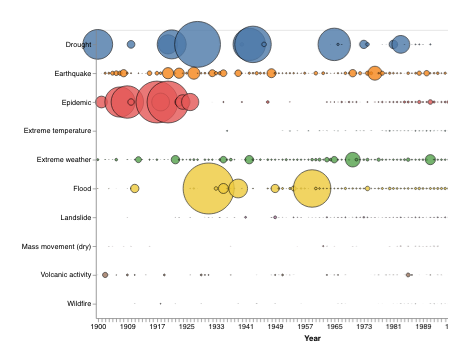 Drought
Earthquake
Epidemic
Extreme temperature
Extreme weather
Flood
Landslide
Mass movement (dry)
Volcanic activity
Wildfire
1900 1909 1917 1925 1933 1941 1949 1957 1965 1973 1981 1989 1
Year